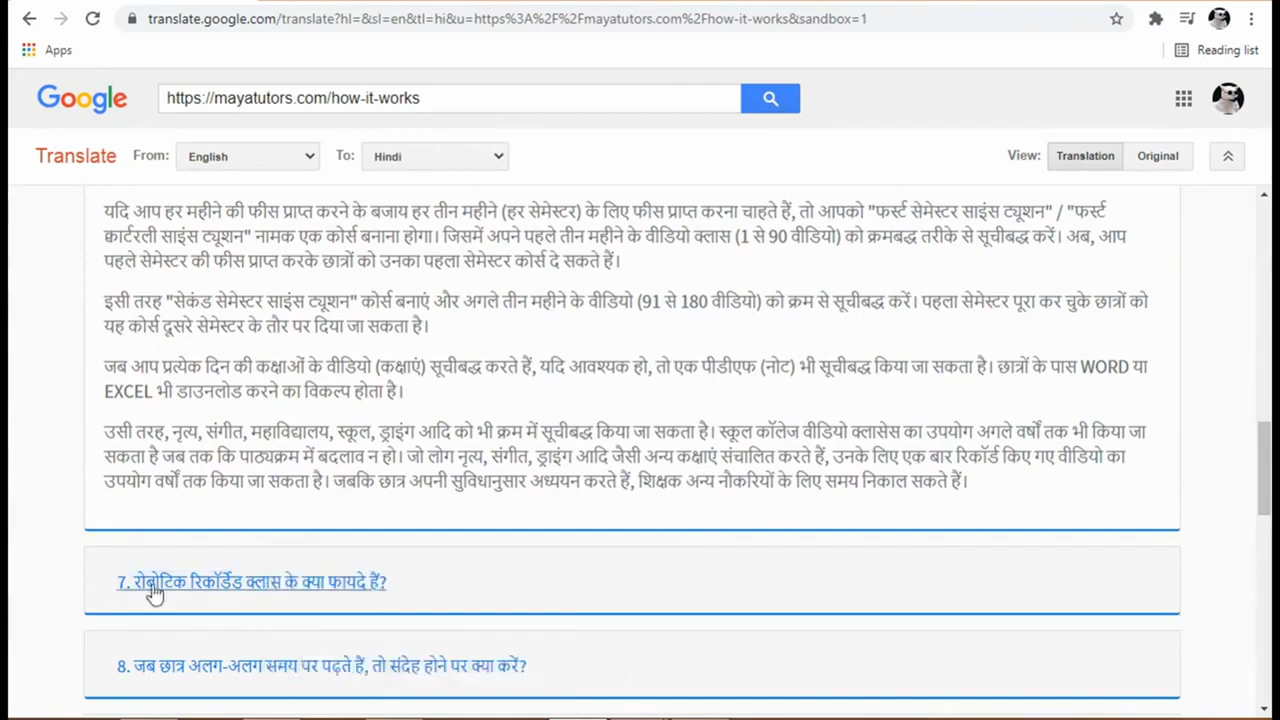 translate.google.com/translate?hl=&sl=en&tl=hi&u=https%3A%2F%2Fmayatutors.com%2Fhow-it-works&sandbox=1
Apps
Reading list
Google
https://mayatutors.com/how-it-works
Translate From: English To: Hindi View: Translation Original
यदि आप हर महीने की फीस प्राप्त करने के बजाय हर तीन महीने (हर सेमेस्टर) के लिए फीस प्राप्त करना चाहते हैं, तो आपको "फर्स्ट सेमेस्टर साइंस ट्यूशन" / "फर्स्ट
क्वार्टरली साइंस ट्यूशन" नामक एक कोर्स बनाना होगा। जिसमें अपने पहले तीन महीने के वीडियो क्लास (1 से 90 वीडियो) को क्रमबद्ध तरीके से सूचीबद्ध करें। अब, आप
पहले सेमेस्टर की फीस प्राप्त करके छात्रों को उनका पहला सेमेस्टर कोर्स दे सकते हैं।
इसी तरह "सेकंड सेमेस्टर साइंस ट्यूशन" कोर्स बनाएं और अगले तीन महीने के वीडियो (91 से 180 वीडियो) को क्रम से सूचीबद्ध करें। पहला सेमेस्टर पूरा कर चुके छात्रों को
यह कोर्स दूसरे सेमेस्टर के तौर पर दिया जा सकता है।
जब आप प्रत्येक दिन की कक्षाओं के वीडियो (कक्षाएं) सूचीबद्ध करते हैं, यदि आवश्यक हो, तो एक पीडीएफ (नोट) भी सूचीबद्ध किया जा सकता है। छात्रों के पास WORD या
EXCEL भी डाउनलोड करने का विकल्प होता है।
उसी तरह, नृत्य, संगीत, महाविद्यालय, स्कूल, ड्राइंग आदि को भी क्रम में सूचीबद्ध किया जा सकता है। स्कूल कॉलेज वीडियो क्लासेस का उपयोग अगले वर्षों तक भी किया जा
सकता है जब तक कि पाठ्यक्रम में बदलाव न हो। जो लोग नृत्य, संगीत, ड्राइंग आदि जैसी अन्य कक्षाएं संचालित करते हैं, उनके लिए एक बार रिकॉर्ड किए गए वीडियो का
उपयोग वर्षों तक किया जा सकता है। जबकि छात्र अपनी सुविधानुसार अध्ययन करते हैं, शिक्षक अन्य नौकरियों के लिए समय निकाल सकते हैं।
7. रोबोटिक रिकॉर्डेड क्लास के क्या फायदे हैं?
8. जब छात्र अलग-अलग समय पर पढ़ते हैं, तो संदेह होने पर क्या करें?